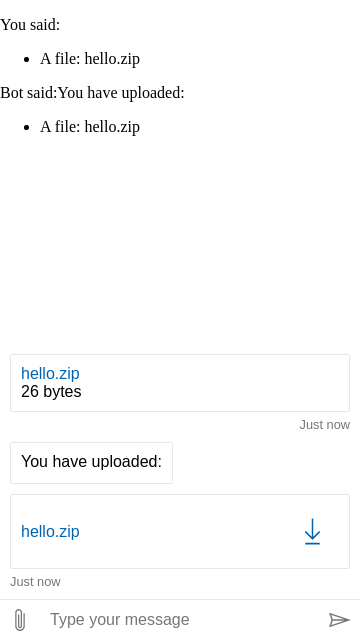 You said:
A file: hello.zip
Bot said:You have uploaded:
A file: hello.zip
hello.zip
26 bytes
Just now
You have uploaded:
hello.zip
Just now
Type your message